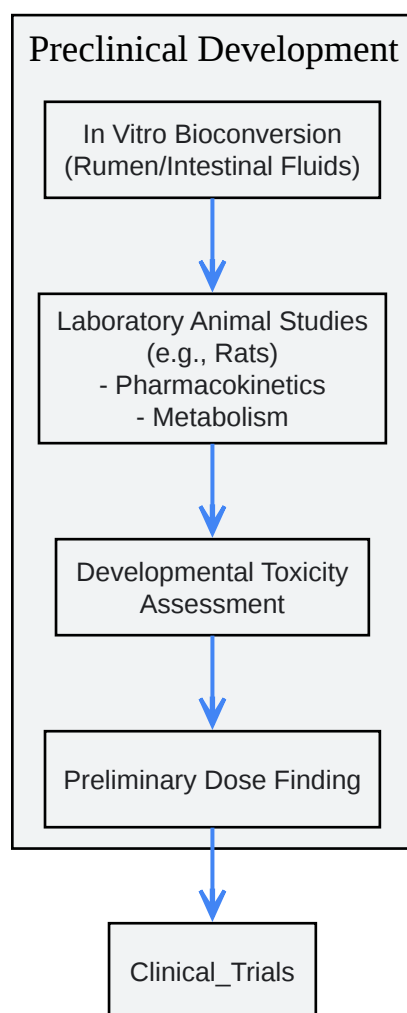 Preclinical Development
In Vitro Bioconversion
(Rumen/Intestinal Fluids)
Laboratory Animal Studies
(e.g., Rats)
- Pharmacokinetics
- Metabolism
Developmental Toxicity
Assessment
Preliminary Dose Finding
Clinical_Trials